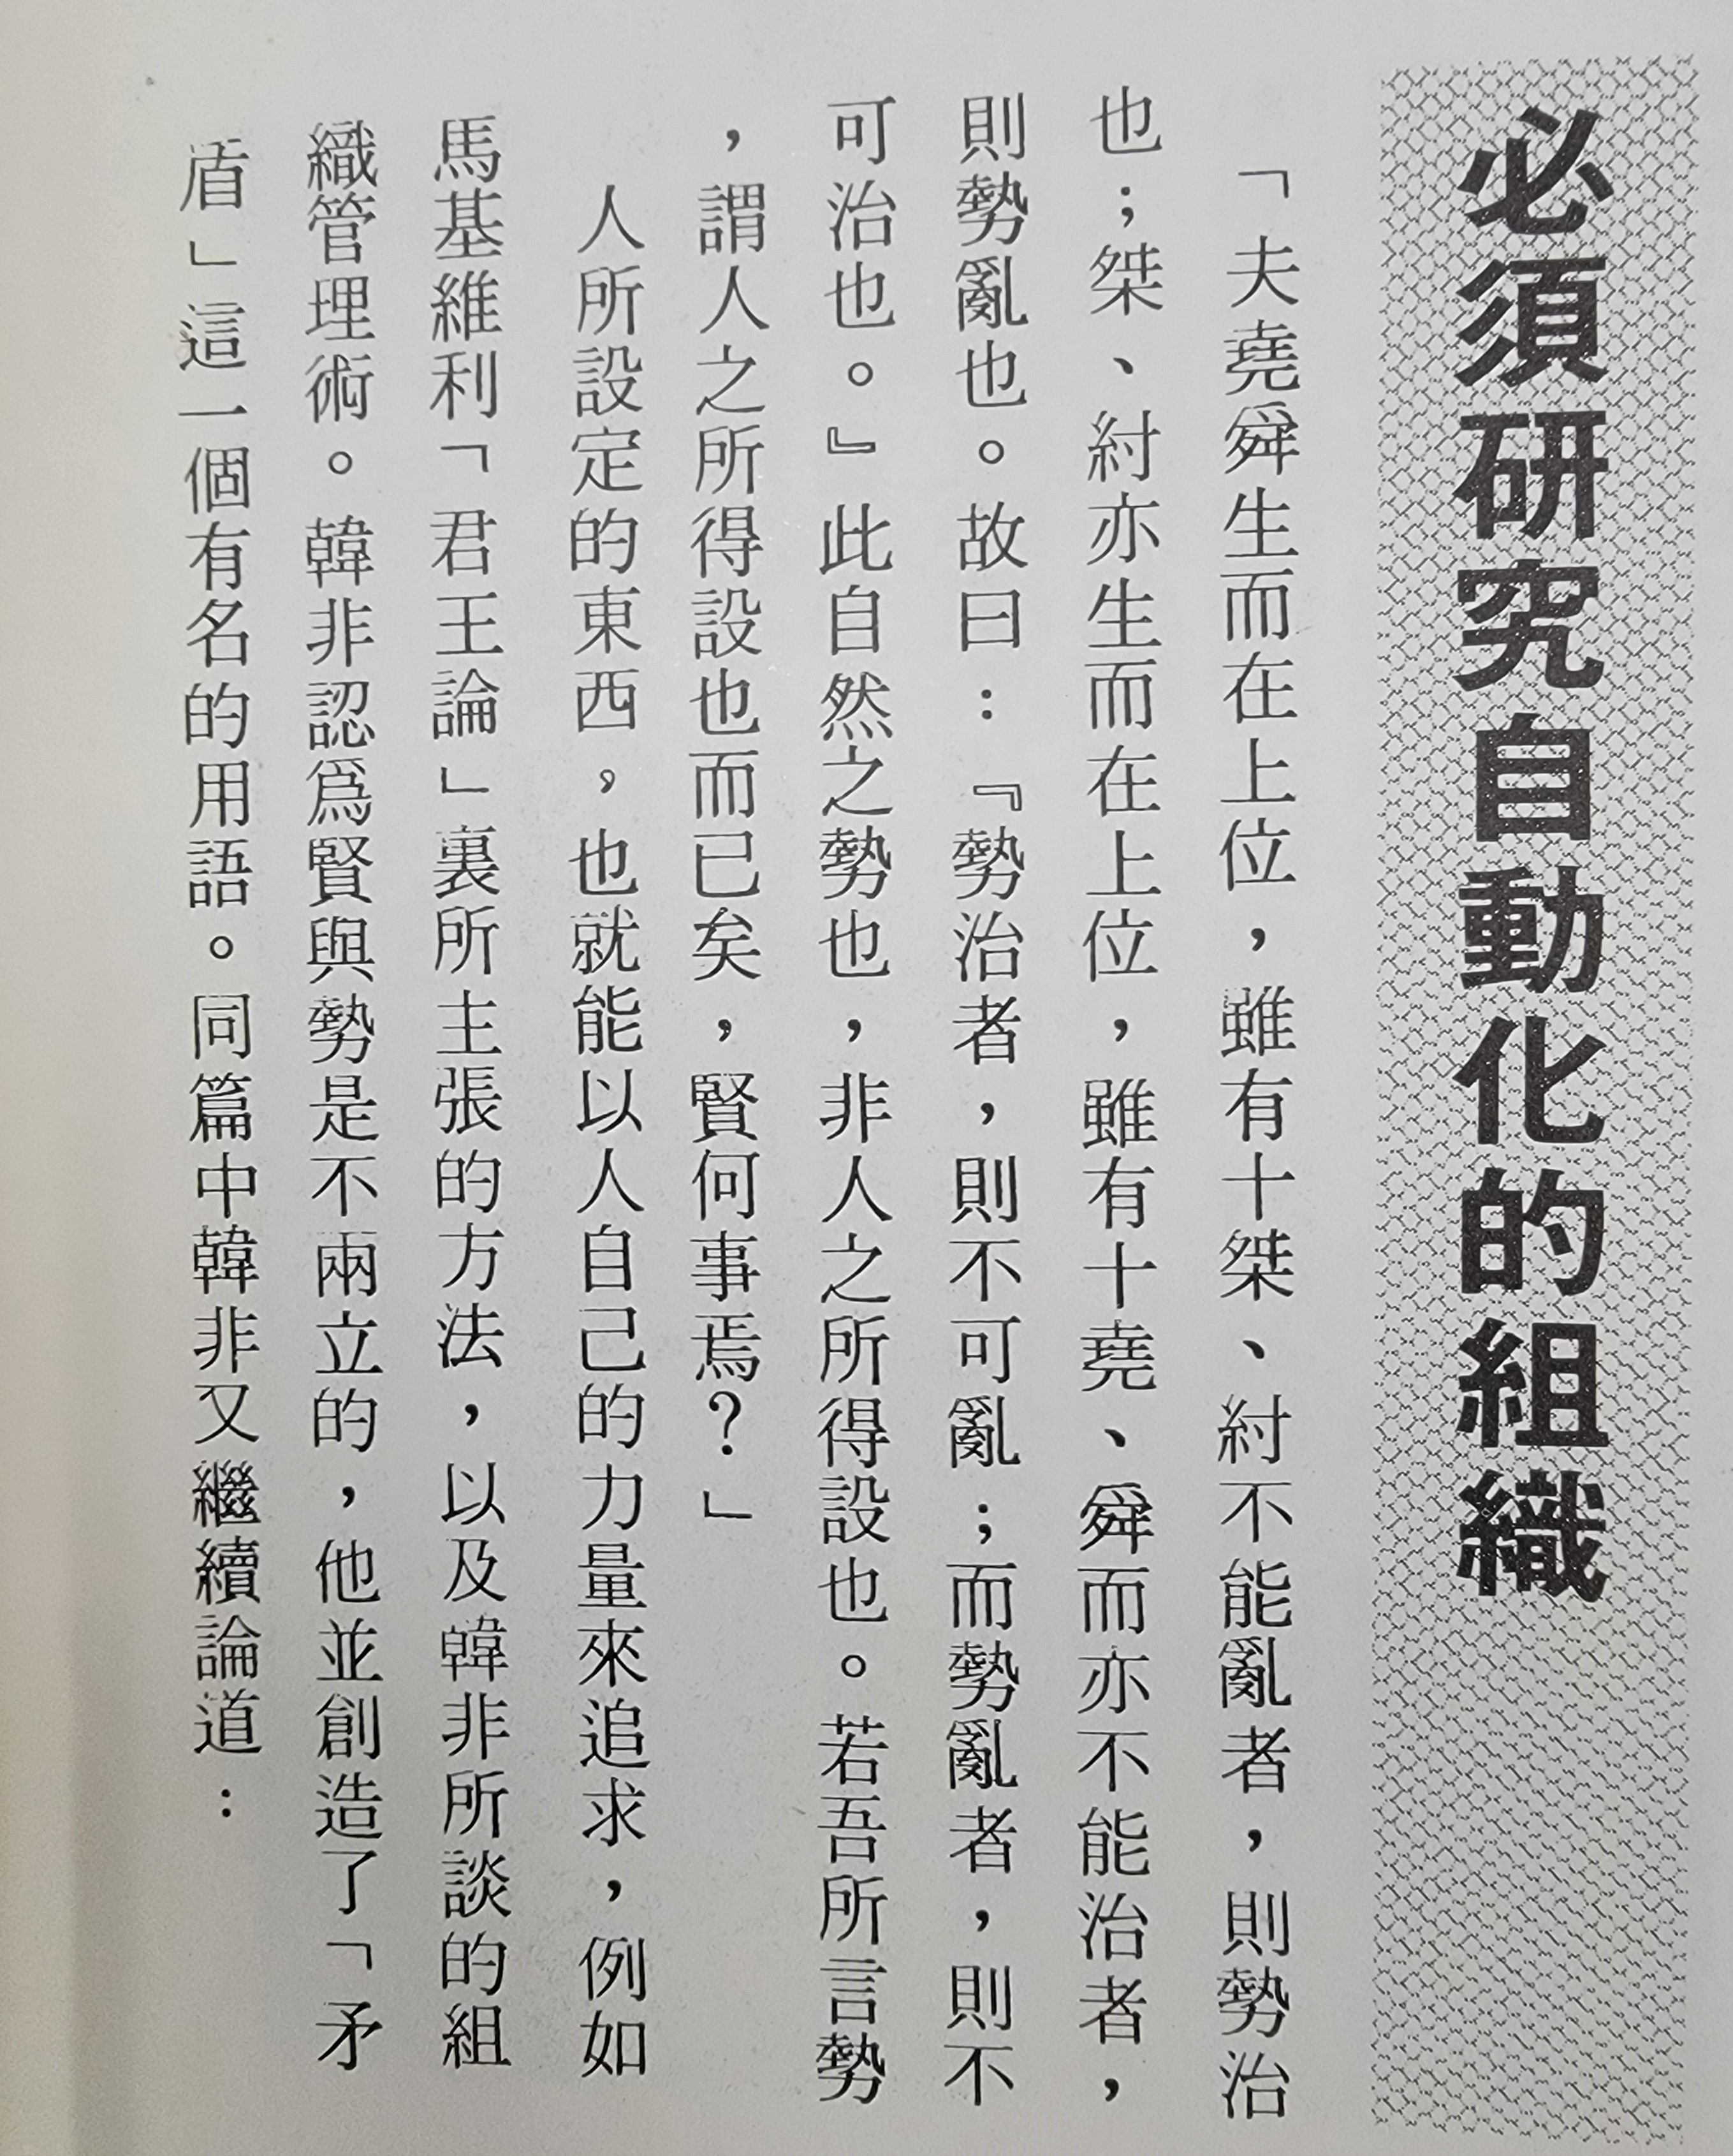 必須研究自動化的組織
「夫堯舜生而在上位，雖有十桀、紂不能亂者，則勢治
也；桀、紂亦生而在上位，雖有十堯、舜而亦不能治者，
則勢亂也。故曰：『勢治者，則不可亂；而勢亂者，則不
可治也。』此自然之勢也，非人之所得設也。若吾所言勢
，謂人之所得設也而已矣，賢何事焉？」
人所設定的東西，也就能以人自己的力量來追求，例如
馬基維利「君王論」裏所主張的方法，以及韓非所談的組
織管理術。韓非認爲賢與勢是不兩立的，他並創造了「矛
盾」這一個有名的用語。同篇中韓非又繼續論道：